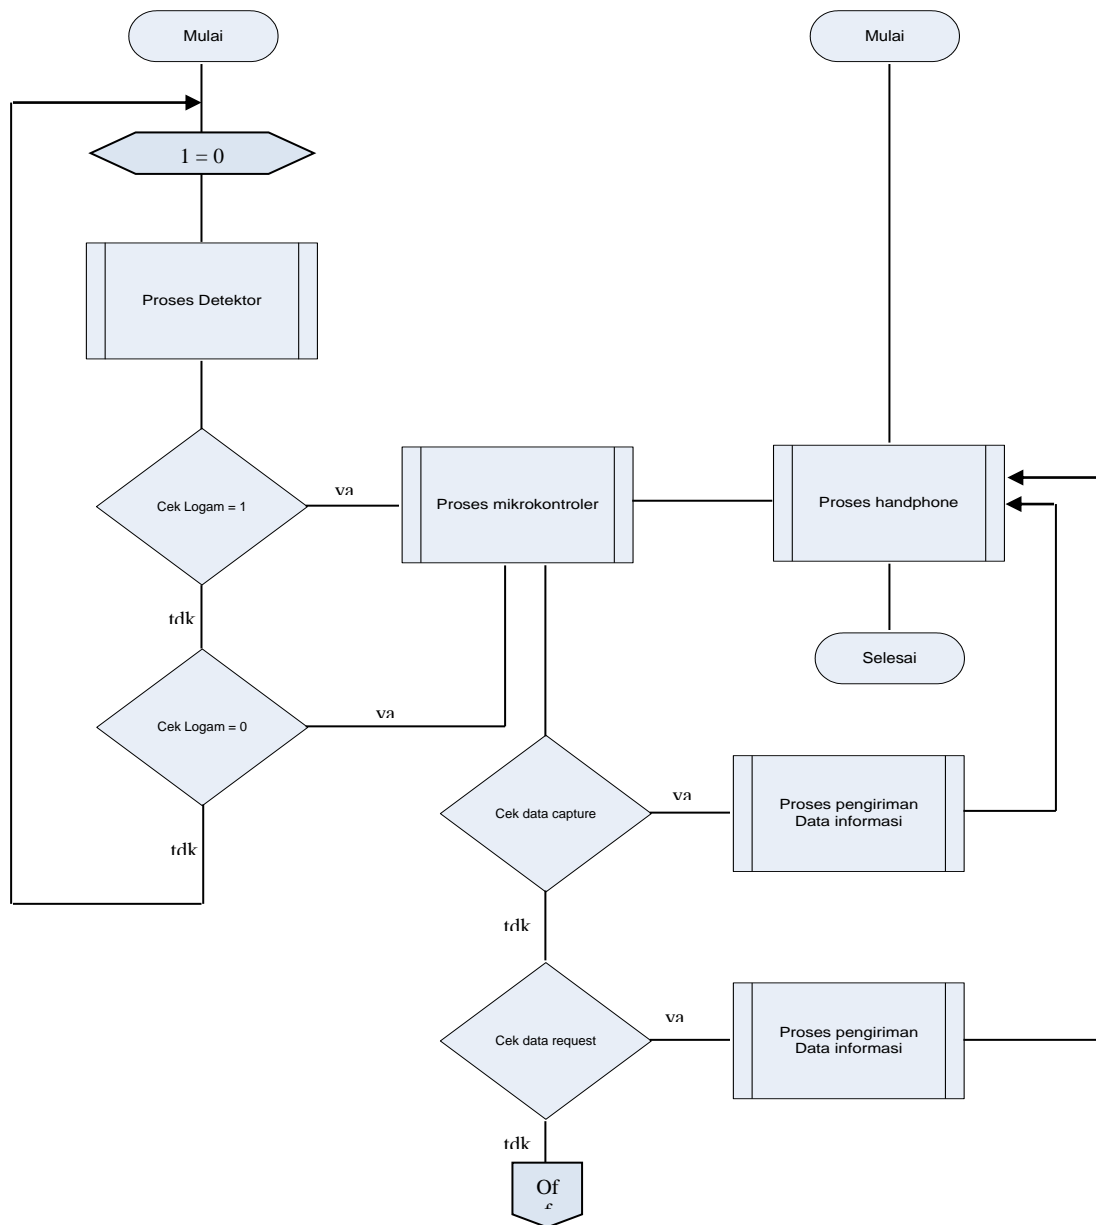 Mulai
Mulai
1 = 0
Proses Detektor
Cek Logam = 1
ya
Proses mikrokontroler
Proses handphone
tdk
Selesai
Cek Logam = 0
ya
tdk
Cek data capture
ya
Proses pengiriman
Data informasi
tdk
Cek data request
ya
Proses pengiriman
Data informasi
tdk
Of
f